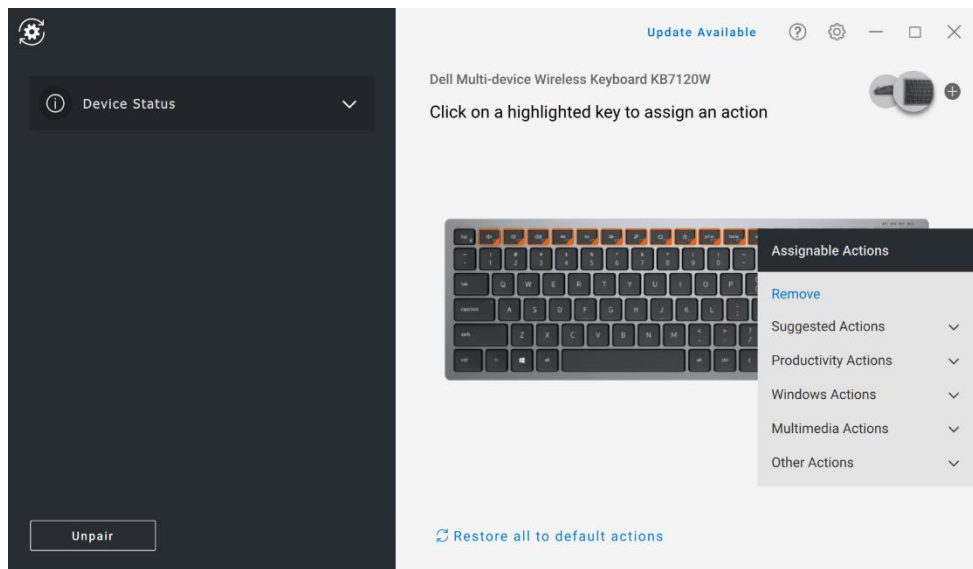 Update Available
Device Status
Dell Multi-device Wireless Keyboard KB7120W
Click on a highlighted key to assign an action
Q W E R T Y U I O P
A S D F G H J K L
Z X C V B N M
Assignable Actions
Remove
Suggested Actions
Productivity Actions
Windows Actions
Multimedia Actions
Other Actions
Unpair
Restore all to default actions